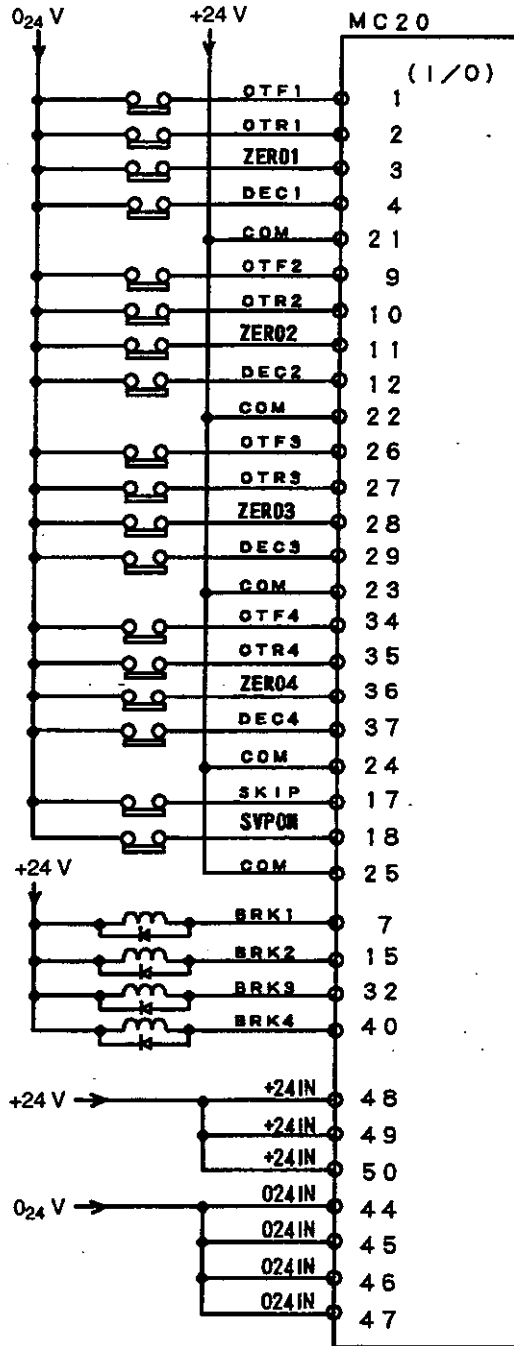 0₂₄ V +24 V MC20
(I/O)
OTF1 1
OTR1 2
ZERO1 3
DEC1 4
COM 21
OTF2 9
OTR2 10
ZERO2 11
DEC2 12
COM 22
OTF3 26
OTR3 27
ZERO3 28
DEC3 29
COM 23
OTF4 34
OTR4 35
ZERO4 36
DEC4 37
COM 24
SKIP 17
SVPON 18
+24 V COM 25
BRK1 7
BRK2 15
BRK3 32
BRK4 40
+24 V +24IN 48
+24IN 49
+24IN 50
0₂₄ V 024IN 44
024IN 45
024IN 46
024IN 47